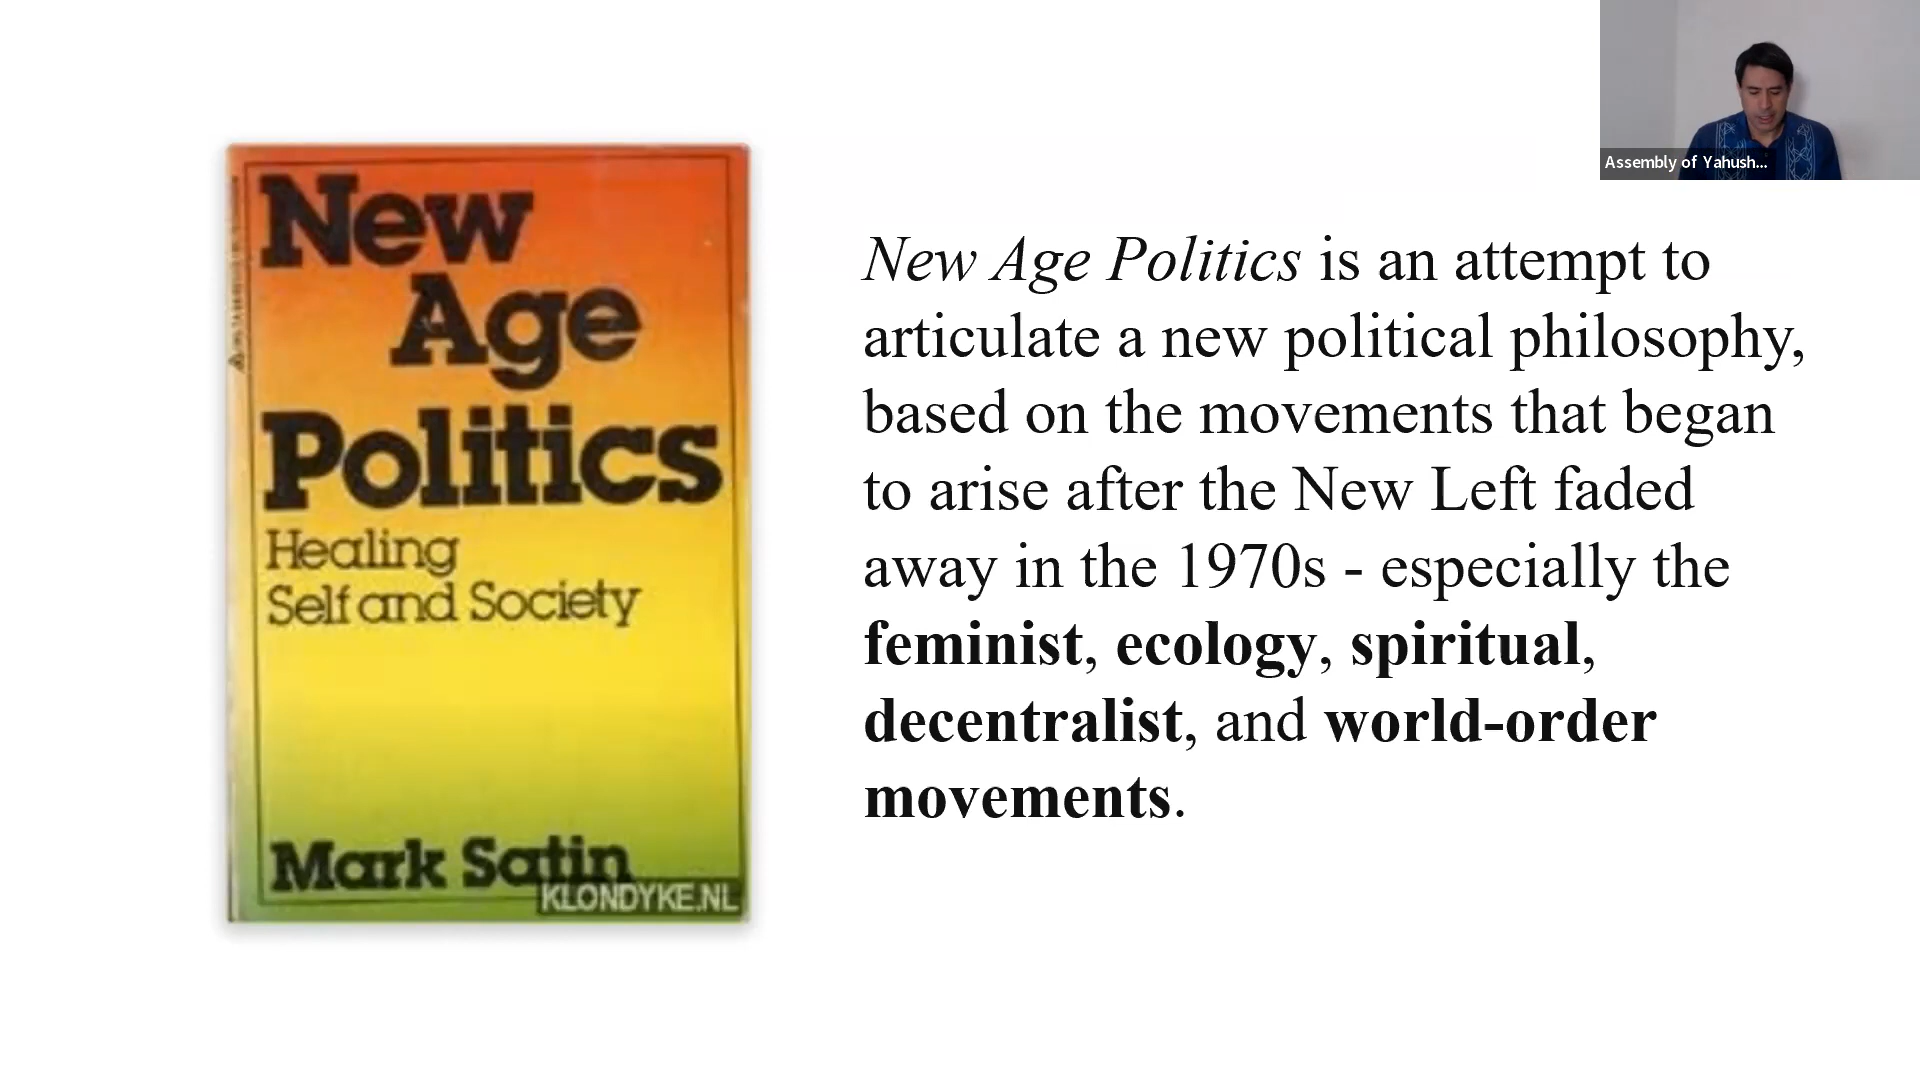 Assembly of Yahush...
New
Age
Politics
Healing
Self and Society
Mark Satin
KLONDYKE.NL
New Age Politics is an attempt to
articulate a new political philosophy,
based on the movements that began
to arise after the New Left faded
away in the 1970s - especially the
feminist, ecology, spiritual,
decentralist, and world-order
movements.